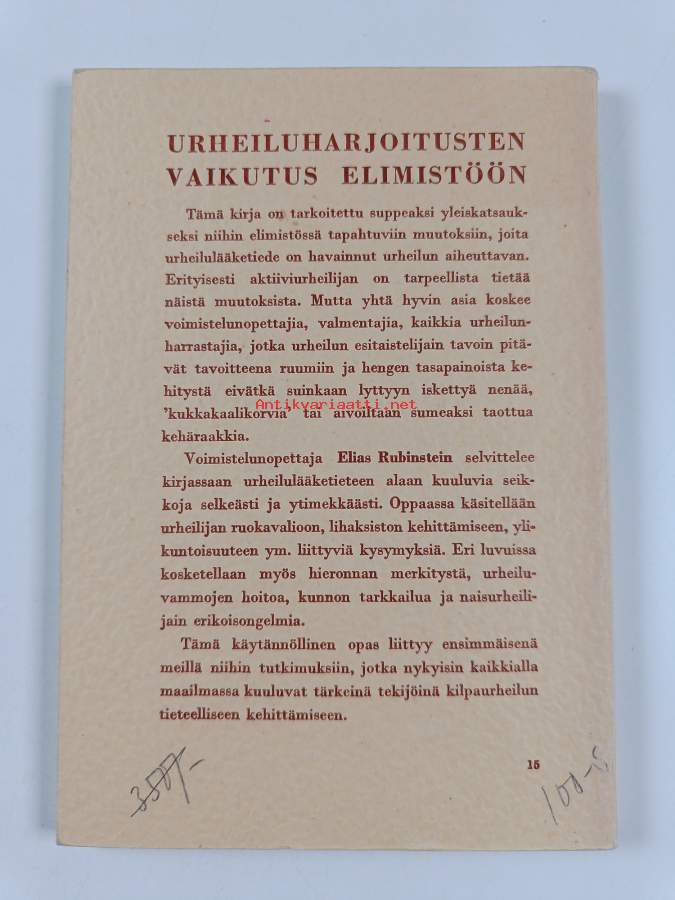 URHEILUHARJOITUSTEN
VAIKUTUS ELIMISTÖÖN
Tämä kirja on tarkoitettu suppeaksi yleiskatsauk-
seksi niihin elimistössä tapahtuviin muutoksiin, joita
urheilulääketiede on havainnut urheilun aiheuttavan.
Erityisesti aktiiviurheilijan on tarpeellista tietää
näistä muutoksista. Mutta yhtä hyvin asia koskee
voimistelunopettajia, valmentajia, kaikkia urheilun-
harrastajia, jotka urheilun esitaistelijain tavoin pitä-
vät tavoitteena ruumiin ja hengen tasapainoista ke-
hitystä eivätkä suinkaan lyttyyn iskettyä nenää,
'kukkakaalikorvia' tai aivoiltaan sumeaksi taottua
Antikvariaatti.net
kehäraakkia.
Voimistelunopettaja Elias Rubinstein selvittelee
kirjassaan urheilulääketieteen alaan kuuluvia seik-
koja selkeästi ja ytimekkäästi. Oppaassa käsitellään
urheilijan ruokavalioon, lihaksiston kehittämiseen, yli-
kuntoisuuteen ym. liittyviä kysymyksiä. Eri luvuissa
kosketellaan myös hieronnan merkitystä, urheilu-
vammojen hoitoa, kunnon tarkkailua ja naisurheili-
jain erikoisongelmia.
Tämä käytännöllinen opas liittyy ensimmäisenä
meillä niihin tutkimuksiin, jotka nykyisin kaikkialla
maailmassa kuuluvat tärkeinä tekijöinä kilpaurheilun
tieteelliseen kehittämiseen.
15